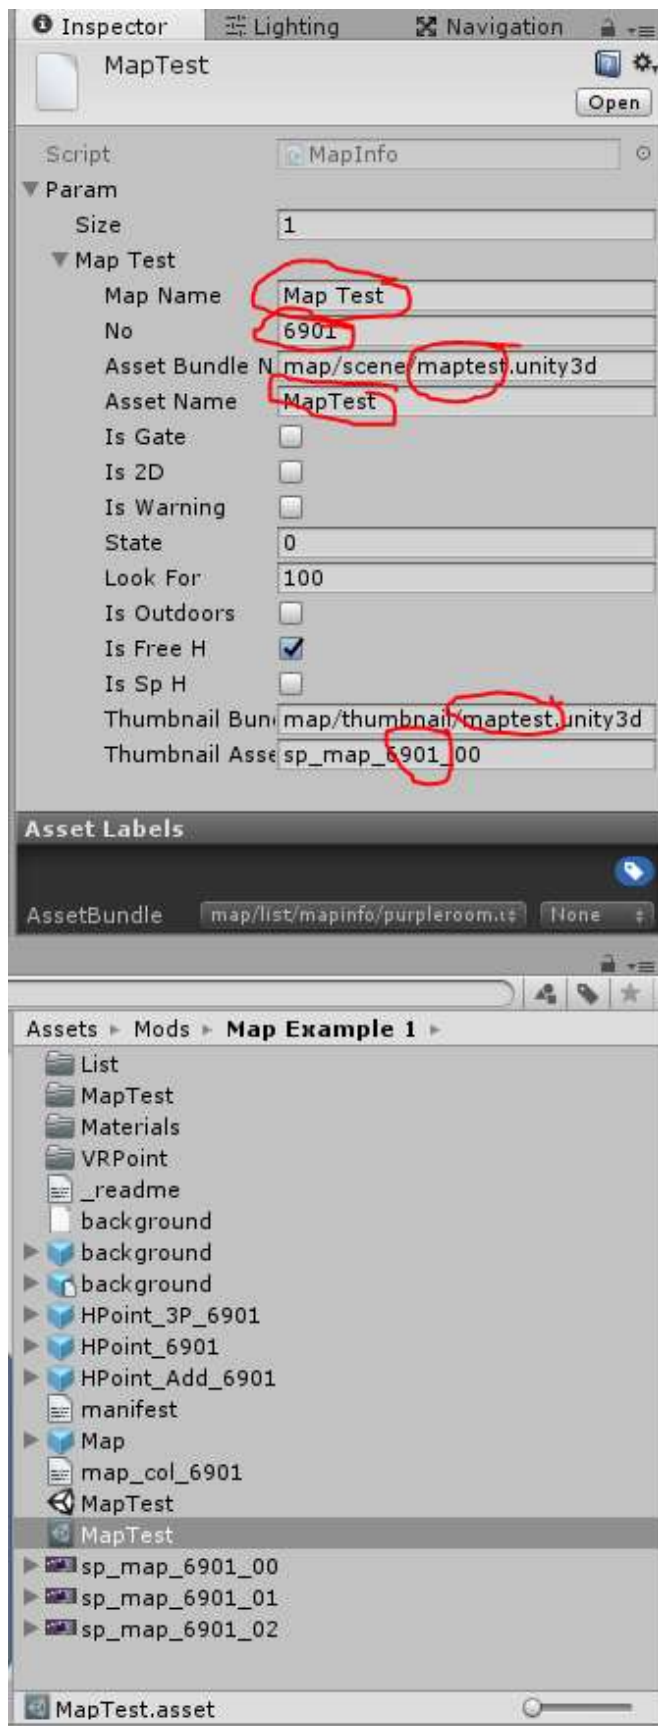 Inspector Lighting Navigation
MapTest
Open
Script MapInfo
Param
Size 1
Map Test
Map Name Map Test
No 6901
Asset Bundle N map/scene/maptest.unity3d
Asset Name MapTest
Is Gate
Is 2D
Is Warning
State 0
Look For 100
Is Outdoors
Is Free H
Is Sp H
Thumbnail Bun map/thumbnail/maptest.unity3d
Thumbnail Asse sp_map_6901_00
Asset Labels
AssetBundle map/list/mapinfo/purpleroom.u None
Assets Mods Map Example 1
List
MapTest
Materials
VRPoint
_readme
background
background
background
HPoint_3P_6901
HPoint_6901
HPoint_Add_6901
manifest
Map
map_col_6901
MapTest
MapTest
sp_map_6901_00
sp_map_6901_01
sp_map_6901_02
MapTest.asset